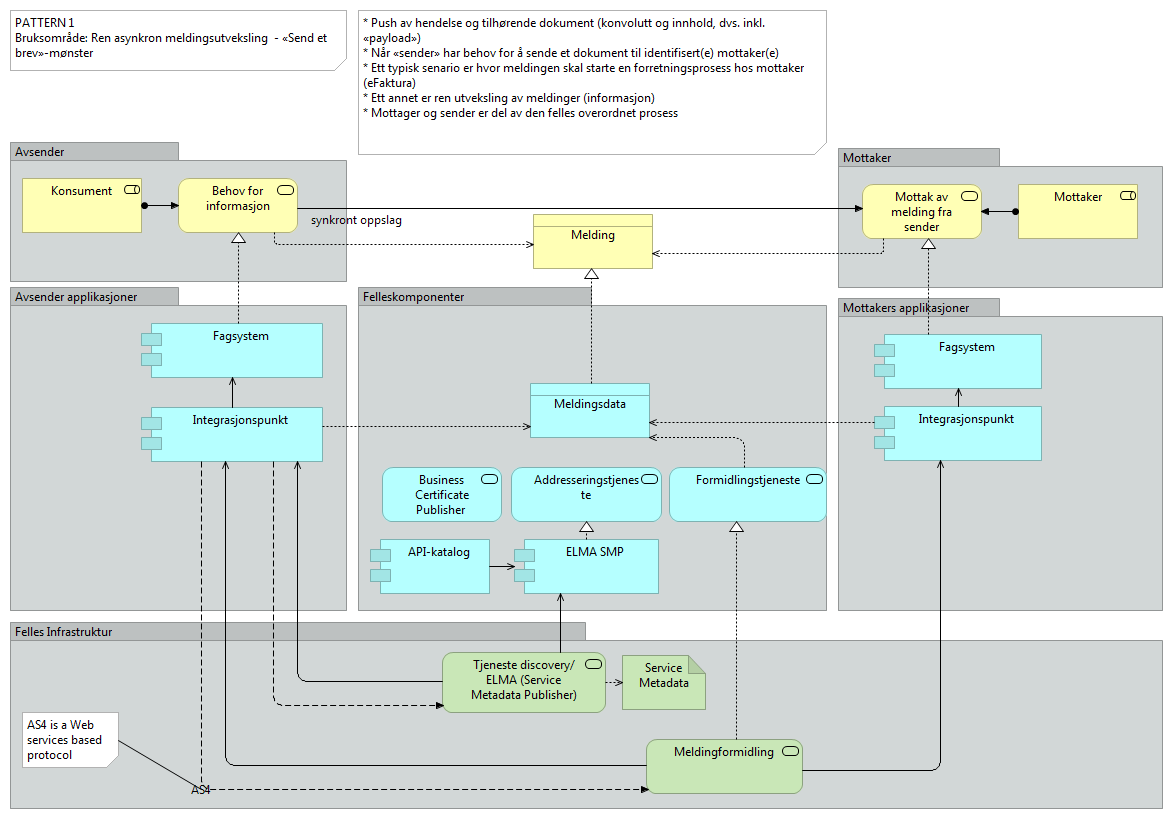 PATTERN 1
Bruksområde: Ren asynkron meldingsutveksling - «Send et
brev»-mønster
* Push av hendelse og tilhørende dokument (konvolutt og innhold, dvs. inkl.
«payload»)
* Når «sender» har behov for å sende et dokument til identifisert(e) mottaker(e)
* Ett typisk senario er hvor meldingen skal starte en forretningsprosess hos mottaker
(eFaktura)
* Ett annet er ren utveksling av meldinger (informasjon)
* Mottager og sender er del av den felles overordnet prosess
Avsender
Konsument
Behov for
informasjon
synkront oppslag
Melding
Mottaker
Mottak av
melding fra
sender
Mottaker
Avsender applikasjoner
Fagsystem
Integrasjonspunkt
Felleskomponenter
Meldingsdata
Business
Certificate
Publisher
Addresseringstjenes
te
Formidlingstjeneste
API-katalog
ELMA SMP
Mottakers applikasjoner
Fagsystem
Integrasjonspunkt
Felles Infrastruktur
Tjeneste discovery/
ELMA (Service
Metadata Publisher)
Service
Metadata
AS4 is a Web
services based
protocol
Meldingformidling
AS4